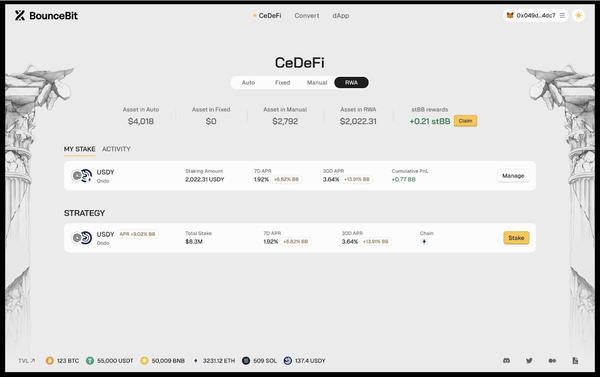 BounceBit
CeDeFi Convert dApp
0x049d...4dc7
CeDeFi
Auto Fixed Manual RWA
Asset in Auto Asset in Fixed Asset in Manual Asset in RWA stBB rewards
$4,018 $0 $2,792 $2,022.31 +0.21 stBB Claim
MY STAKE ACTIVITY
USDY Staking Amount 7D APR 30D APR Cumulative PnL
Ondo 2,022.31 USDY 1.92% +6.82% BB 3.64% +13.91% BB +0.77 BB Manage
STRATEGY
USDY APR +9.02% BB Total Stake 7D APR 30D APR Chain
Ondo $8.3M 1.92% +6.82% BB 3.64% +13.91% BB Stake
TVL 123 BTC 55,000 USDT 50,009 BNB 3231.12 ETH 509 SOL 137.4 USDY